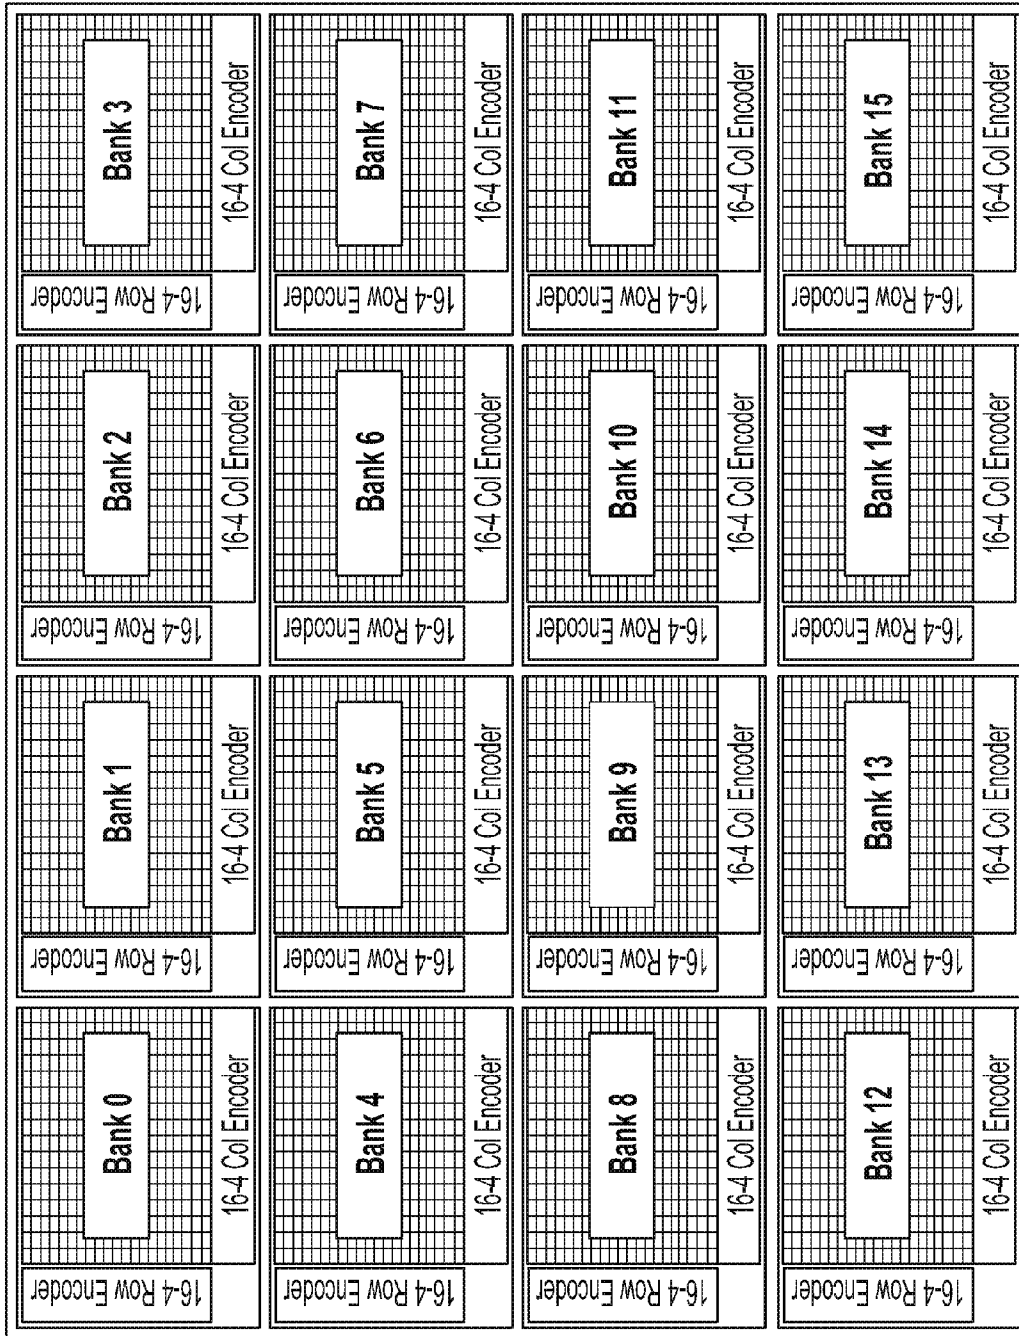 Bank 0
16-4 Col Encoder
16-4 Row Encoder
Bank 1
16-4 Col Encoder
16-4 Row Encoder
Bank 2
16-4 Col Encoder
16-4 Row Encoder
Bank 3
16-4 Col Encoder
16-4 Row Encoder
Bank 4
16-4 Col Encoder
16-4 Row Encoder
Bank 5
16-4 Col Encoder
16-4 Row Encoder
Bank 6
16-4 Col Encoder
16-4 Row Encoder
Bank 7
16-4 Col Encoder
16-4 Row Encoder
Bank 8
16-4 Col Encoder
16-4 Row Encoder
Bank 9
16-4 Col Encoder
16-4 Row Encoder
Bank 10
16-4 Col Encoder
16-4 Row Encoder
Bank 11
16-4 Col Encoder
16-4 Row Encoder
Bank 12
16-4 Col Encoder
16-4 Row Encoder
Bank 13
16-4 Col Encoder
16-4 Row Encoder
Bank 14
16-4 Col Encoder
16-4 Row Encoder
Bank 15
16-4 Col Encoder
16-4 Row Encoder